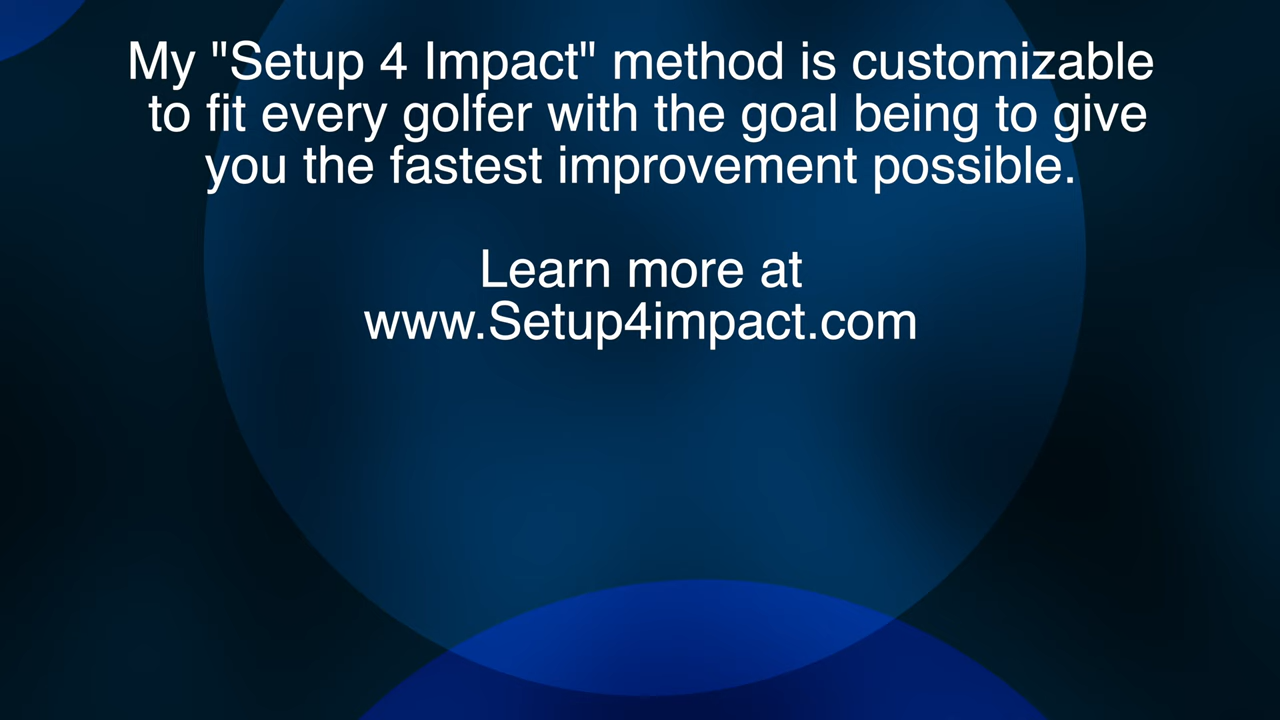 My "Setup 4 Impact" method is customizable
to fit every golfer with the goal being to give
you the fastest improvement possible.
Learn more at
www.Setup4impact.com